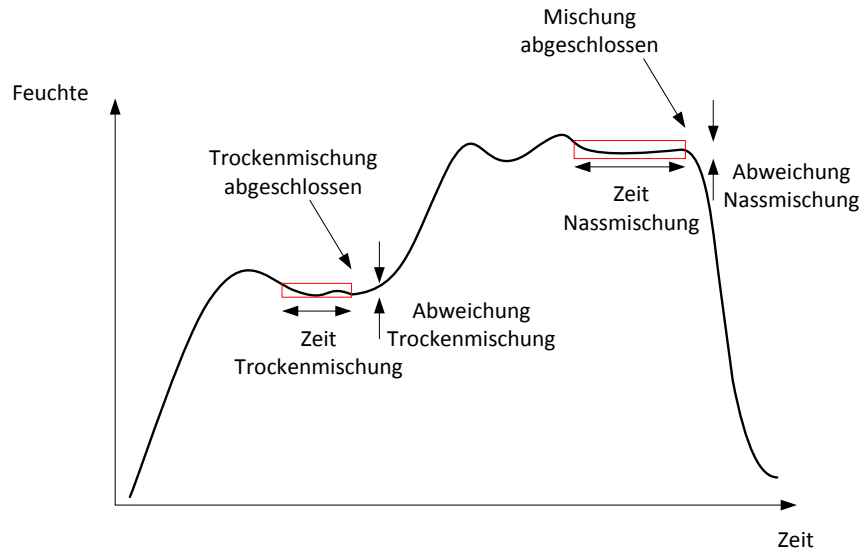 Mischung
abgeschlossen
Feuchte
Trockenmischung
abgeschlossen
Abweichung
Nassmischung
Zeit
Nassmischung
Abweichung
Trockenmischung
Zeit
Trockenmischung
Zeit